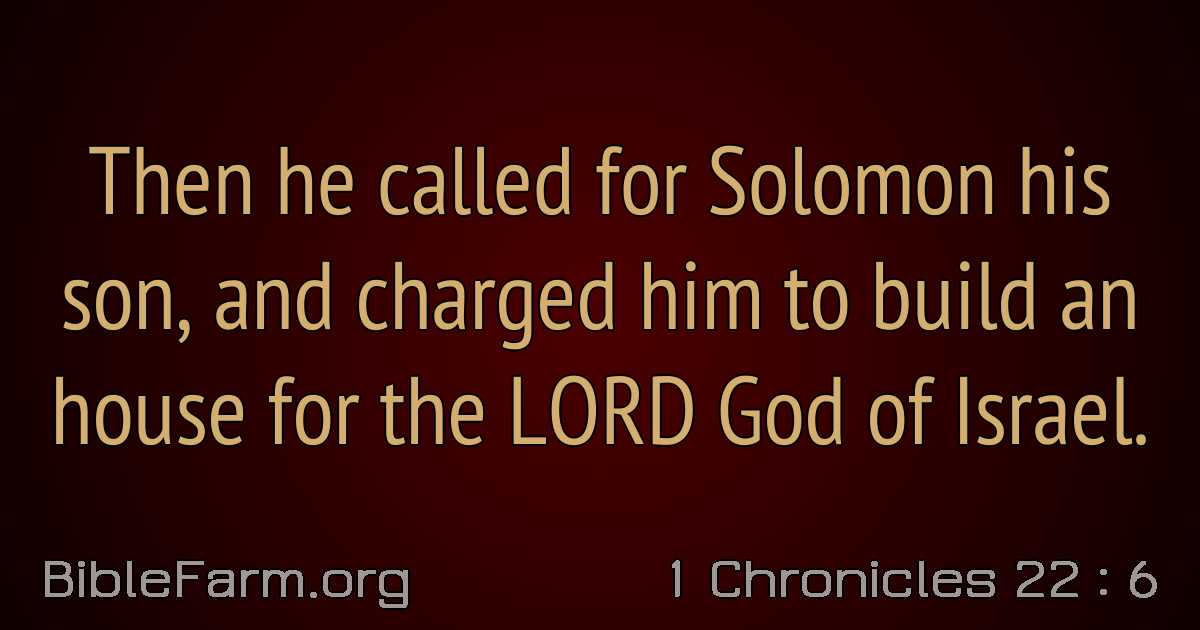 Then he called for Solomon his
son, and charged him to build an
house for the LORD God of Israel.
BibleFarm.org
1 Chronicles 22 : 6